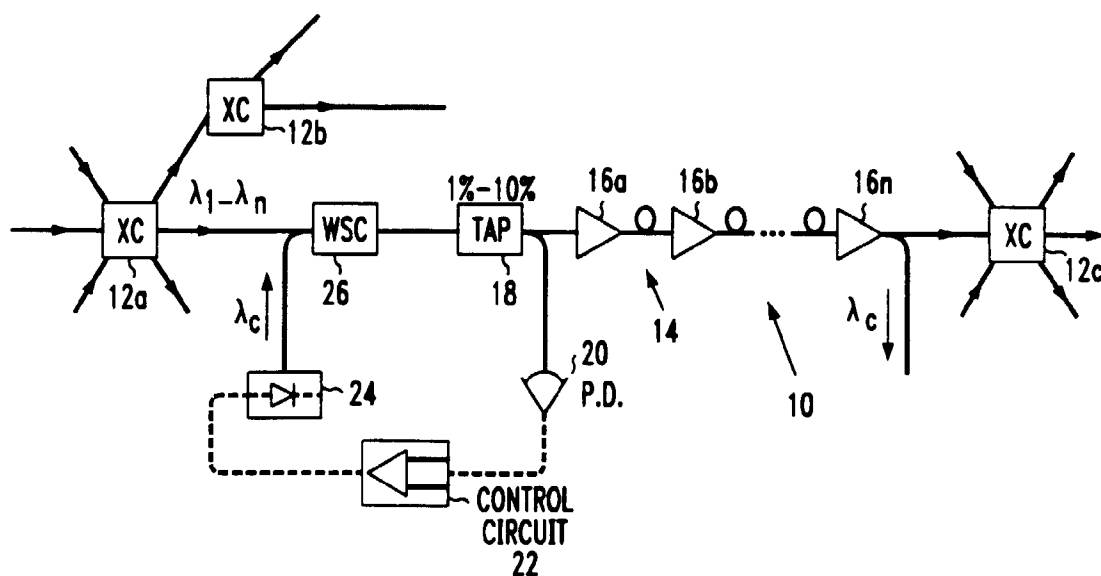 XC
12b
λ1–λn
1%-10%
16a
16b
16n
XC
WSC
TAP
XC
12a
26
18
12c
λc
14
λc
24
20
P.D.
10
CONTROL
CIRCUIT
22